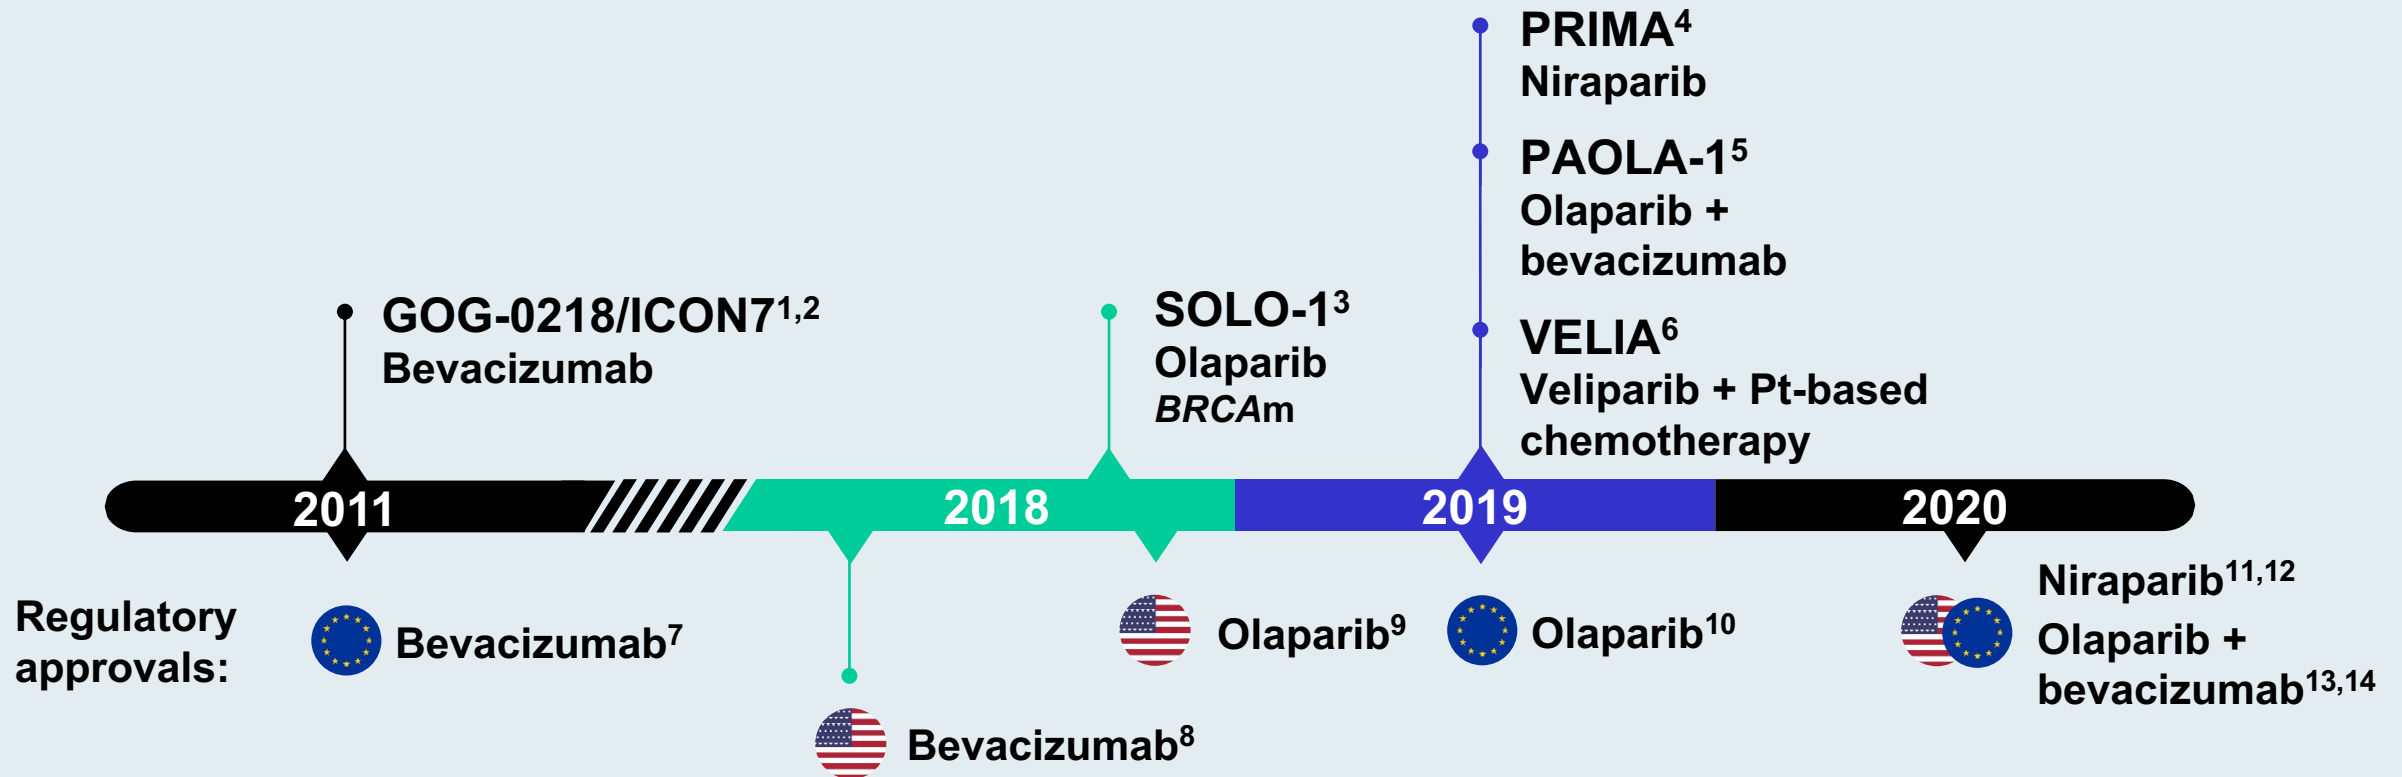 PRIMA⁴
Niraparib
PAOLA-1⁵
Olaparib +
bevacizumab
VELIA⁶
Veliparib + Pt-based
chemotherapy
GOG-0218/ICON7¹,²
Bevacizumab
SOLO-1³
Olaparib
BRCAm
2011
2018
2019
2020
Regulatory
approvals:
Bevacizumab⁷
Bevacizumab⁸
Olaparib⁹
Olaparib¹⁰
Niraparib¹¹,¹²
Olaparib +
bevacizumab¹³,¹⁴